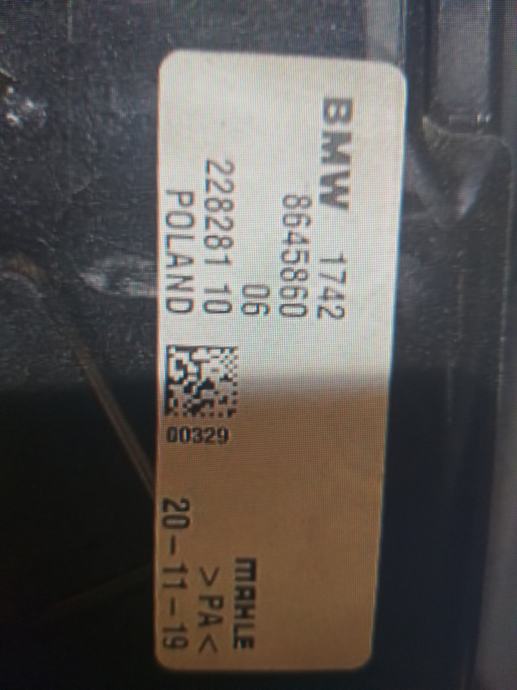 BMW 1742
8645860
06
228281 10
POLAND
00329
MAHLE
>PA<
20-11-19